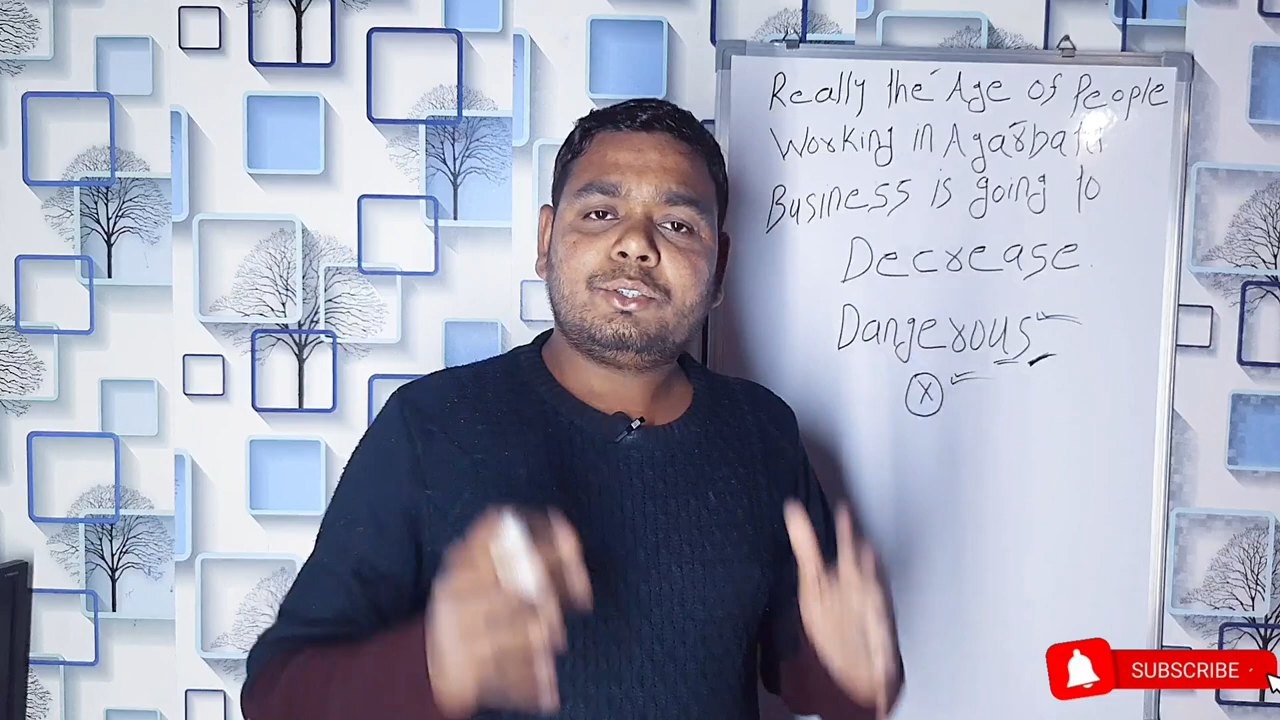 Really the Age of People
Working in Agarbatti
Business is going to
Decrease.
Dangerous
X
SUBSCRIBE